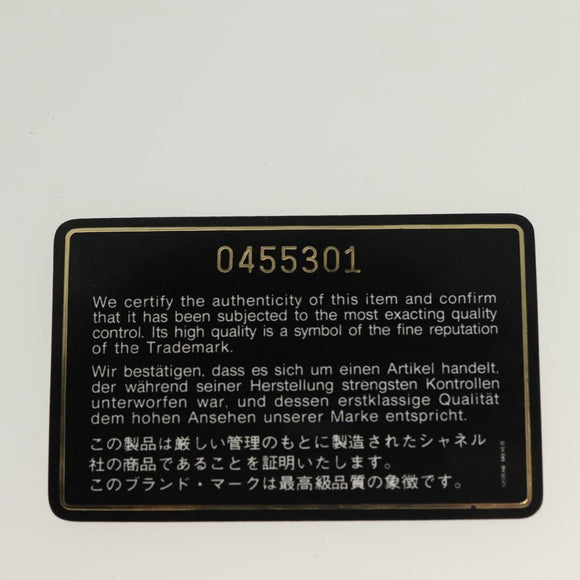 0455301
We certify the authenticity of this item and confirm
that it has been subjected to the most exacting quality
control. Its high quality is a symbol of the fine reputation
of the Trademark.
Wir bestätigen, dass es sich um einen Artikel handelt,
der während seiner Herstellung strengsten Kontrollen
unterworfen war, und dessen erstklassige Qualität
dem hohen Ansehen unserer Marke entspricht.
この製品は厳しい管理のもとに製造されたシャネル
社の商品であることを証明いたします。
このブランド・マークは最高級品質の象徴です。